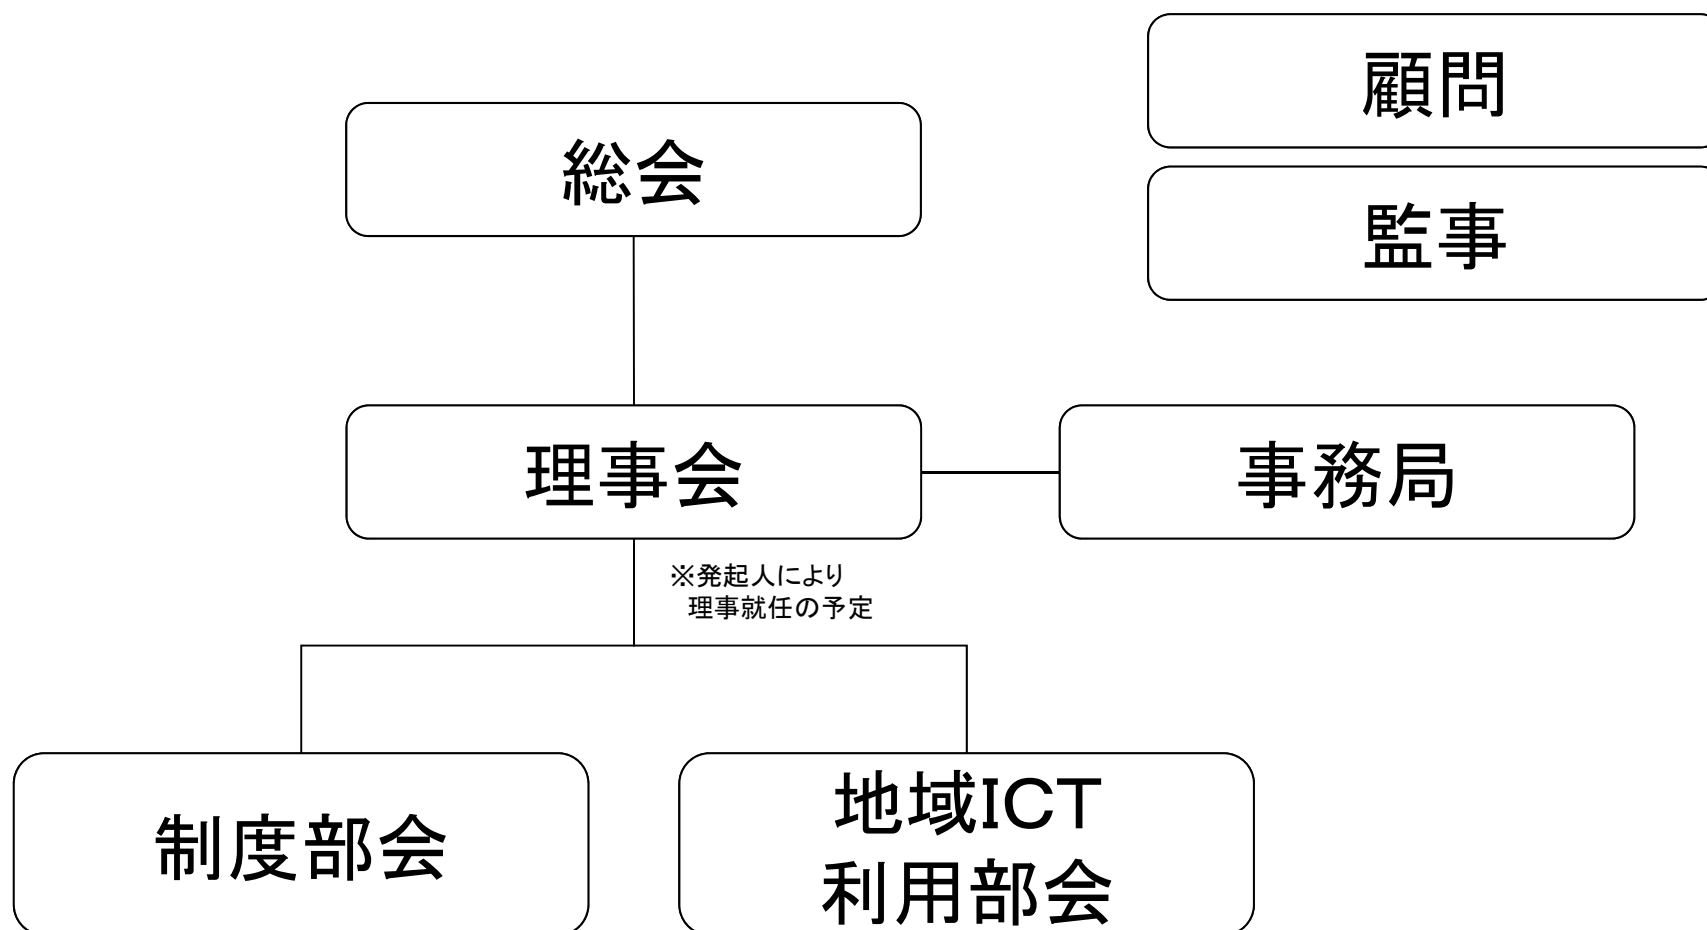 顧問
総会
監事
理事会
事務局
※発起人により
理事就任の予定
制度部会
地域ICT
利用部会